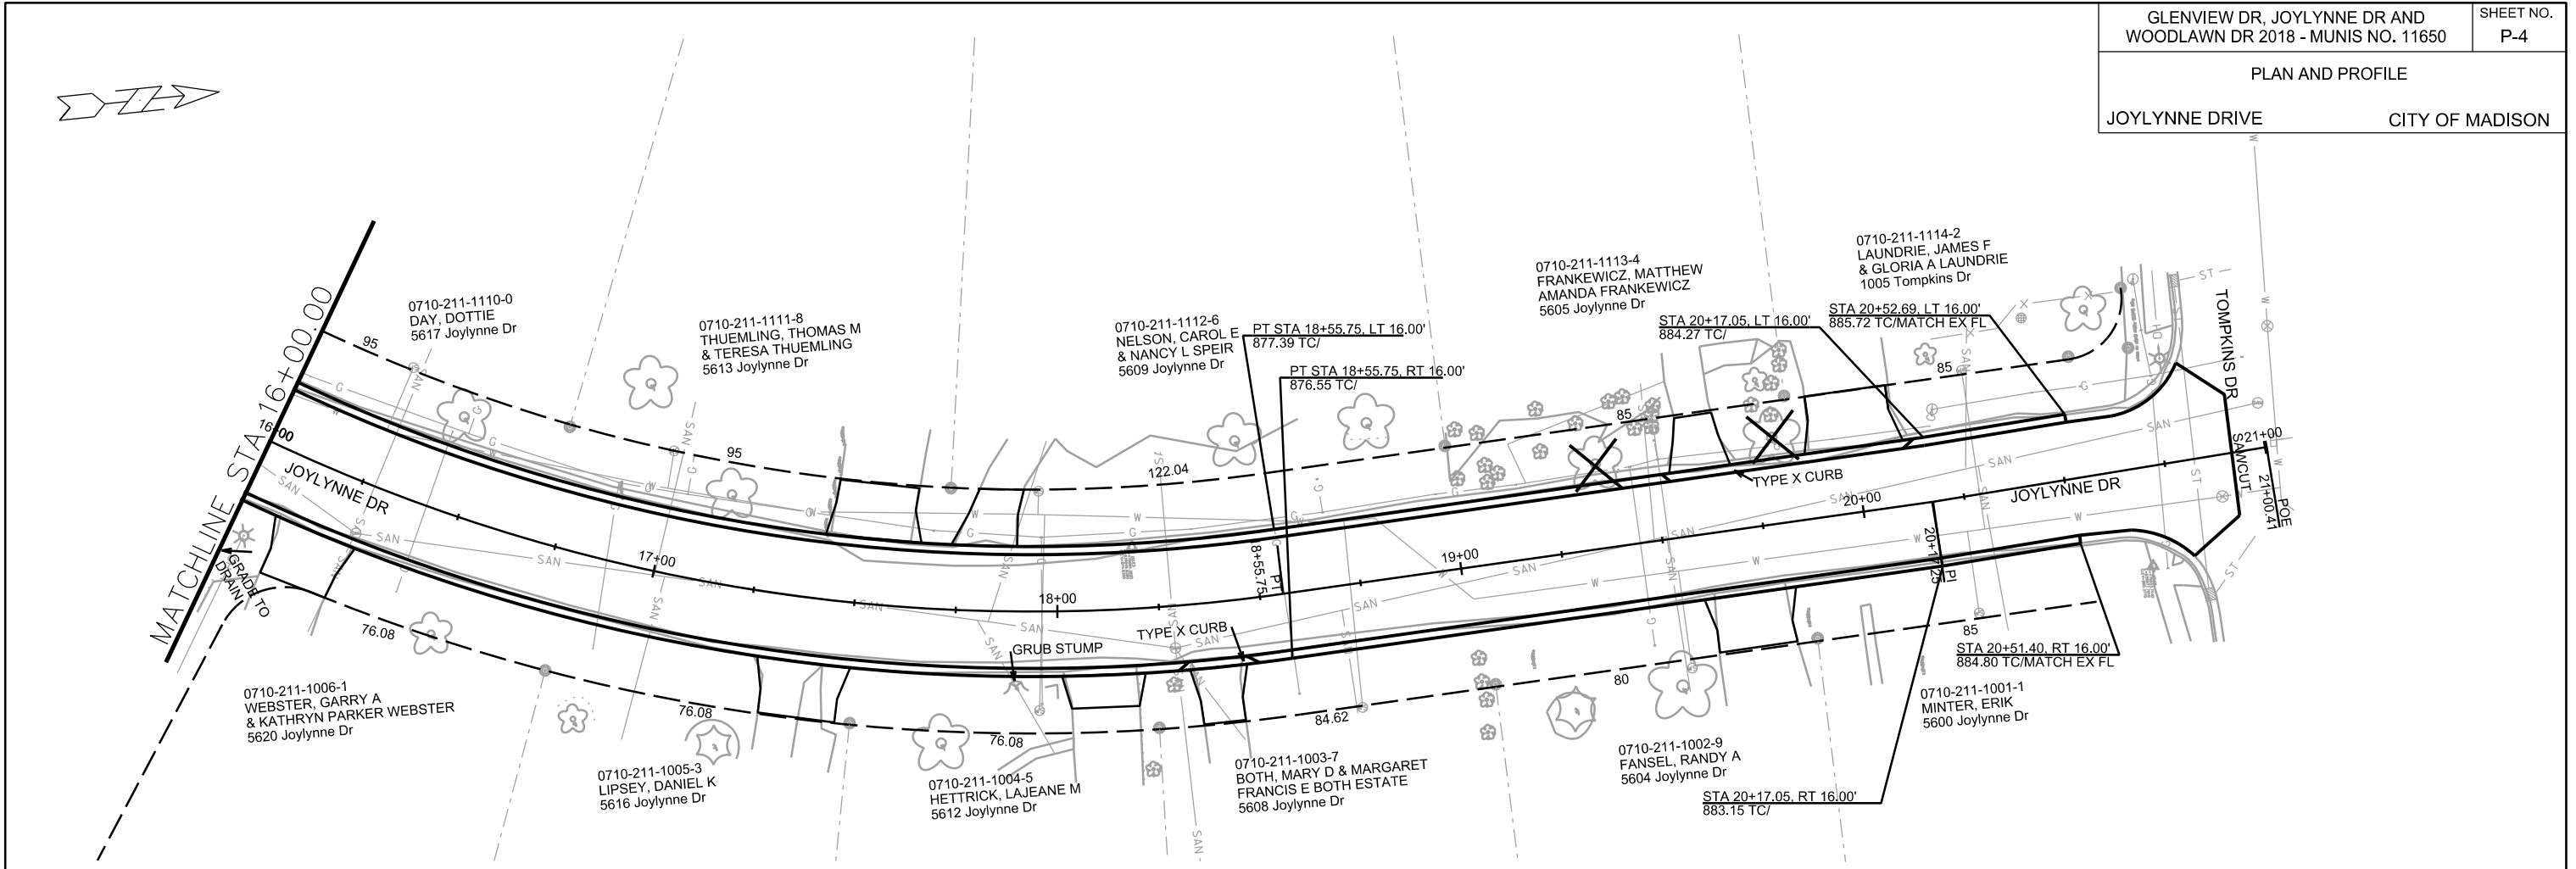 GLENVIEW DR, JOYLYNNE DR AND
WOODLAWN DR 2018 - MUNIS NO. 11650
SHEET NO.
P-4
PLAN AND PROFILE
JOYLYNNE DRIVE
CITY OF MADISON
MATCHLINE STA 16+00.00
0710-211-1110-0
DAY, DOTTIE
5617 Joylynne Dr
0710-211-1111-8
THUEMLING, THOMAS M
& TERESA THUEMLING
5613 Joylynne Dr
0710-211-1112-6
NELSON, CAROL E
& NANCY L SPEIR
5609 Joylynne Dr
PT STA 18+55.75, LT 16.00'
877.39 TC/
PT STA 18+55.75, RT 16.00'
876.55 TC/
0710-211-1113-4
FRANKEWICZ, MATTHEW
AMANDA FRANKEWICZ
5605 Joylynne Dr
STA 20+17.05, LT 16.00'
884.27 TC/
0710-211-1114-2
LAUNDRIE, JAMES F
& GLORIA A LAUNDRIE
1005 Tompkins Dr
STA 20+52.69, LT 16.00'
885.72 TC/MATCH EX FL
TOMPKINS DR
95
95
122.04
85
85
16+00
JOYLYNNE DR
17+00
18+00
18+55.75
PT
19+00
20+00
TYPE X CURB
JOYLYNNE DR
20+17.25
PI
SAWCUT
21+00
POE
21+00.41
GRADE TO
DRAIN
GRUB STUMP
TYPE X CURB
76.08
76.08
76.08
84.62
80
85
0710-211-1006-1
WEBSTER, GARRY A
& KATHRYN PARKER WEBSTER
5620 Joylynne Dr
0710-211-1005-3
LIPSEY, DANIEL K
5616 Joylynne Dr
0710-211-1004-5
HETTRICK, LAJEANE M
5612 Joylynne Dr
0710-211-1003-7
BOTH, MARY D & MARGARET
FRANCIS E BOTH ESTATE
5608 Joylynne Dr
0710-211-1002-9
FANSEL, RANDY A
5604 Joylynne Dr
STA 20+17.05, RT 16.00'
883.15 TC/
0710-211-1001-1
MINTER, ERIK
5600 Joylynne Dr
STA 20+51.40, RT 16.00'
884.80 TC/MATCH EX FL